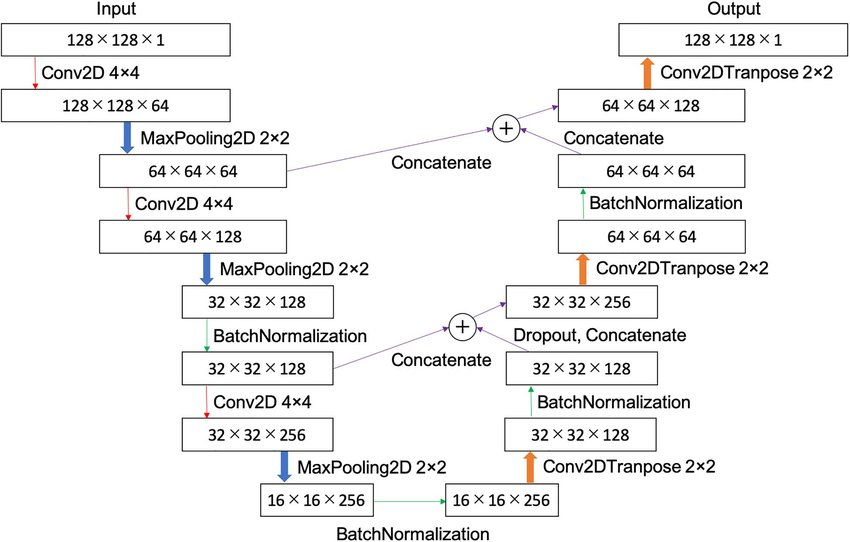 Input
128×128×1
Conv2D 4×4
128×128×64
MaxPooling2D 2×2
64×64×64
Conv2D 4×4
64×64×128
MaxPooling2D 2×2
32×32×128
BatchNormalization
32×32×128
Conv2D 4×4
32×32×256
MaxPooling2D 2×2
16×16×256
BatchNormalization
16×16×256
Conv2DTranpose 2×2
32×32×128
BatchNormalization
32×32×128
Dropout, Concatenate
Concatenate
+
32×32×256
Conv2DTranpose 2×2
64×64×64
BatchNormalization
64×64×64
Concatenate
Concatenate
+
64×64×128
Conv2DTranpose 2×2
128×128×1
Output